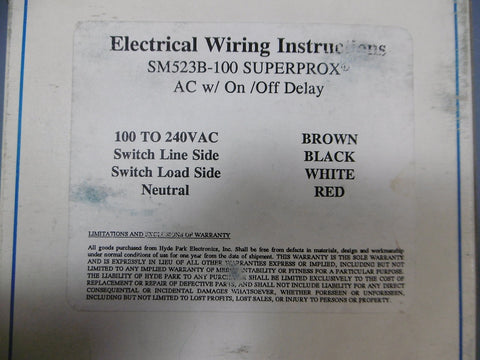 Electrical Wiring Instructions
SM523B-100 SUPERPROX
AC w/ On /Off Delay
100 TO 240VAC BROWN
Switch Line Side BLACK
Switch Load Side WHITE
Neutral RED
LIMITATIONS AND EXCLUSIONS OF WARRANTY
All goods purchased from Hyde Park Electronics, Inc. Shall be free from defects in materials, design and workmanship
under normal conditions of use for one year from the date of shipment. THIS WARRANTY IS THE SOLE WARRANTY
AND IS EXPRESSLY IN LIEU OF ALL OTHER WARRANTIES EXPRESS OR IMPLIED, INCLUDING BUT NOT
LIMITED TO ANY IMPLIED WARRANTY OF MERCHANTABILITY OR FITNESS FOR A PARTICULAR PURPOSE.
THE LIABILITY OF HYDE PARK TO ANY PURCHASER SHALL BE LIMITED EXCLUSIVELY TO THE COST OF
REPLACEMENT OR REPAIR OF DEFECTIVE PARTS, AND SHALL NOT INCLUDE LIABILITY FOR ANY DIRECT
CONSEQUENTIAL OR INCIDENTAL DAMAGES WHATSOEVER, WHETHER FORESEEN OR UNFORESEEN,
INCLUDING BUT NOT LIMITED TO LOST PROFITS, LOST SALES, OR INJURY TO PERSONS OR PROPERTY.